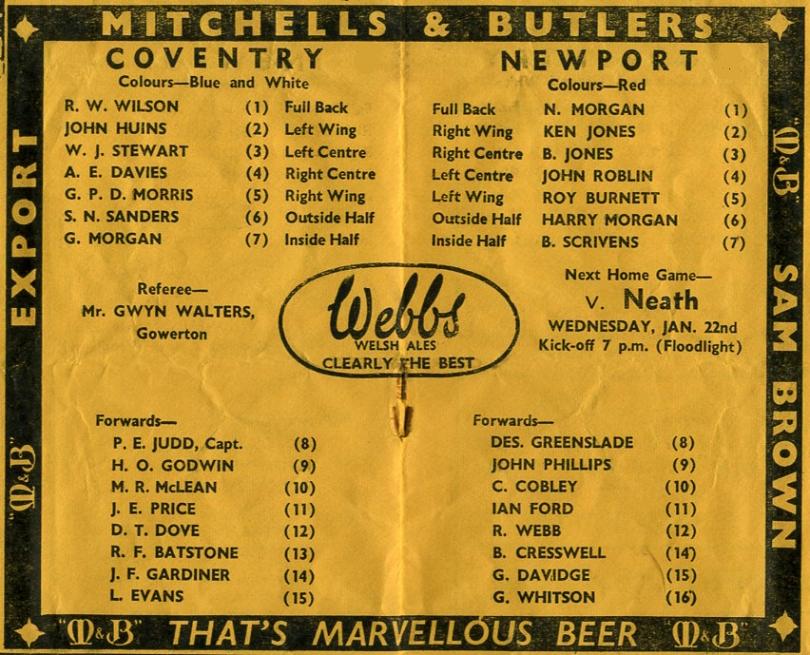 MITCHELLS & BUTLERS
EXPORT
"M&B"
"M&B"
SAM BROWN
COVENTRY
Colours—Blue and White
R. W. WILSON (1) Full Back
JOHN HUINS (2) Left Wing
W. J. STEWART (3) Left Centre
A. E. DAVIES (4) Right Centre
G. P. D. MORRIS (5) Right Wing
S. N. SANDERS (6) Outside Half
G. MORGAN (7) Inside Half
NEWPORT
Colours—Red
Full Back N. MORGAN (1)
Right Wing KEN JONES (2)
Right Centre B. JONES (3)
Left Centre JOHN ROBLIN (4)
Left Wing ROY BURNETT (5)
Outside Half HARRY MORGAN (6)
Inside Half B. SCRIVENS (7)
Referee—
Mr. GWYN WALTERS,
Gowerton
Webbs
WELSH ALES
CLEARLY THE BEST
Next Home Game—
v. Neath
WEDNESDAY, JAN. 22nd
Kick-off 7 p.m. (Floodlight)
Forwards—
P. E. JUDD, Capt. (8)
H. O. GODWIN (9)
M. R. McLEAN (10)
J. E. PRICE (11)
D. T. DOVE (12)
R. F. BATSTONE (13)
J. F. GARDINER (14)
L. EVANS (15)
Forwards—
DES. GREENSLADE (8)
JOHN PHILLIPS (9)
C. COBLEY (10)
IAN FORD (11)
R. WEBB (12)
B. CRESSWELL (14)
G. DAVIDGE (15)
G. WHITSON (16)
"M&B" THAT'S MARVELLOUS BEER "M&B"